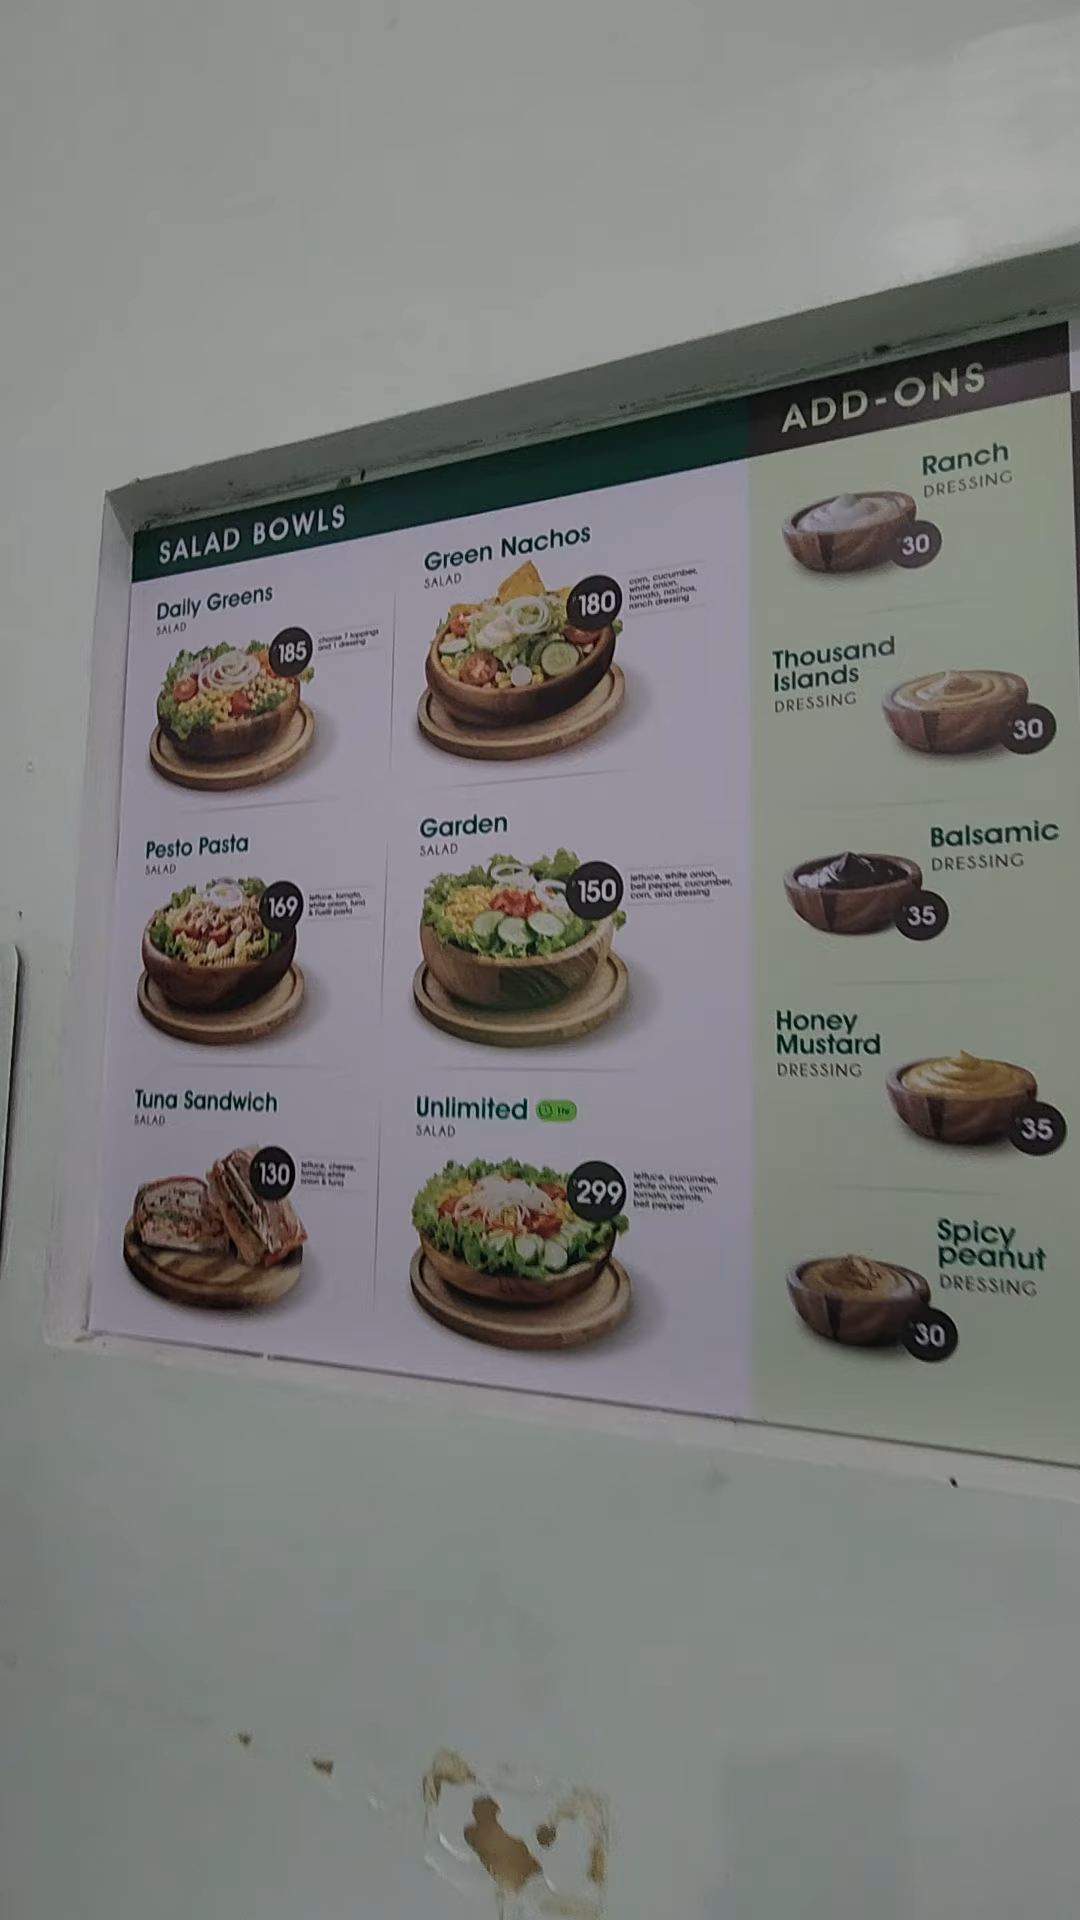 SALAD BOWLS
Daily Greens
SALAD
185
choose 7 toppings
and 1 dressing
Green Nachos
SALAD
180
corn, cucumber,
white onion,
tomato, nachos,
ranch dressing
Pesto Pasta
SALAD
169
lettuce, tomato,
white onion, tuna
& Fusilli pasta
Garden
SALAD
150
lettuce, white onion,
bell pepper, cucumber,
corn, and dressing
Tuna Sandwich
SALAD
130
lettuce, cheese,
tomato, white
onion & tuna
Unlimited 1hr
SALAD
299
lettuce, cucumber,
white onion, corn,
tomato, carrots,
bell pepper
ADD-ONS
Ranch
DRESSING
30
Thousand
Islands
DRESSING
30
Balsamic
DRESSING
35
Honey
Mustard
DRESSING
35
Spicy
peanut
DRESSING
30